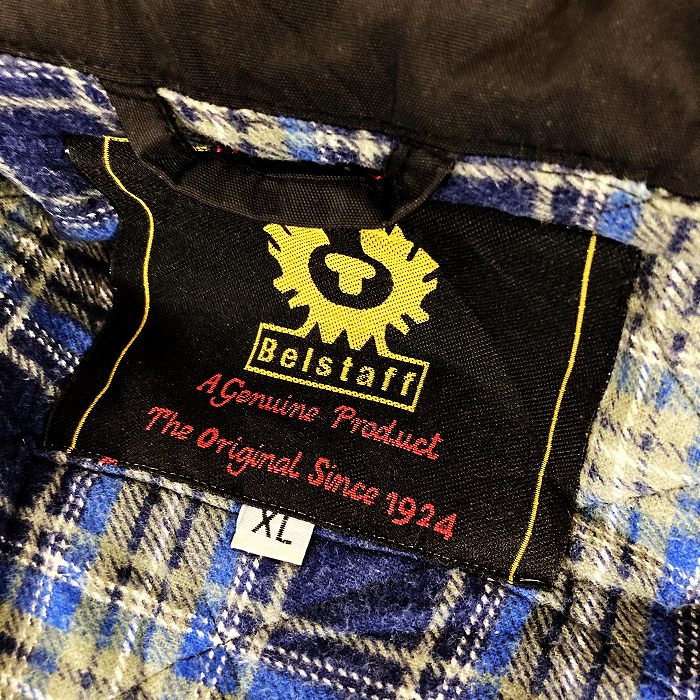 Belstaff
A Genuine Product
The Original Since 1924
XL